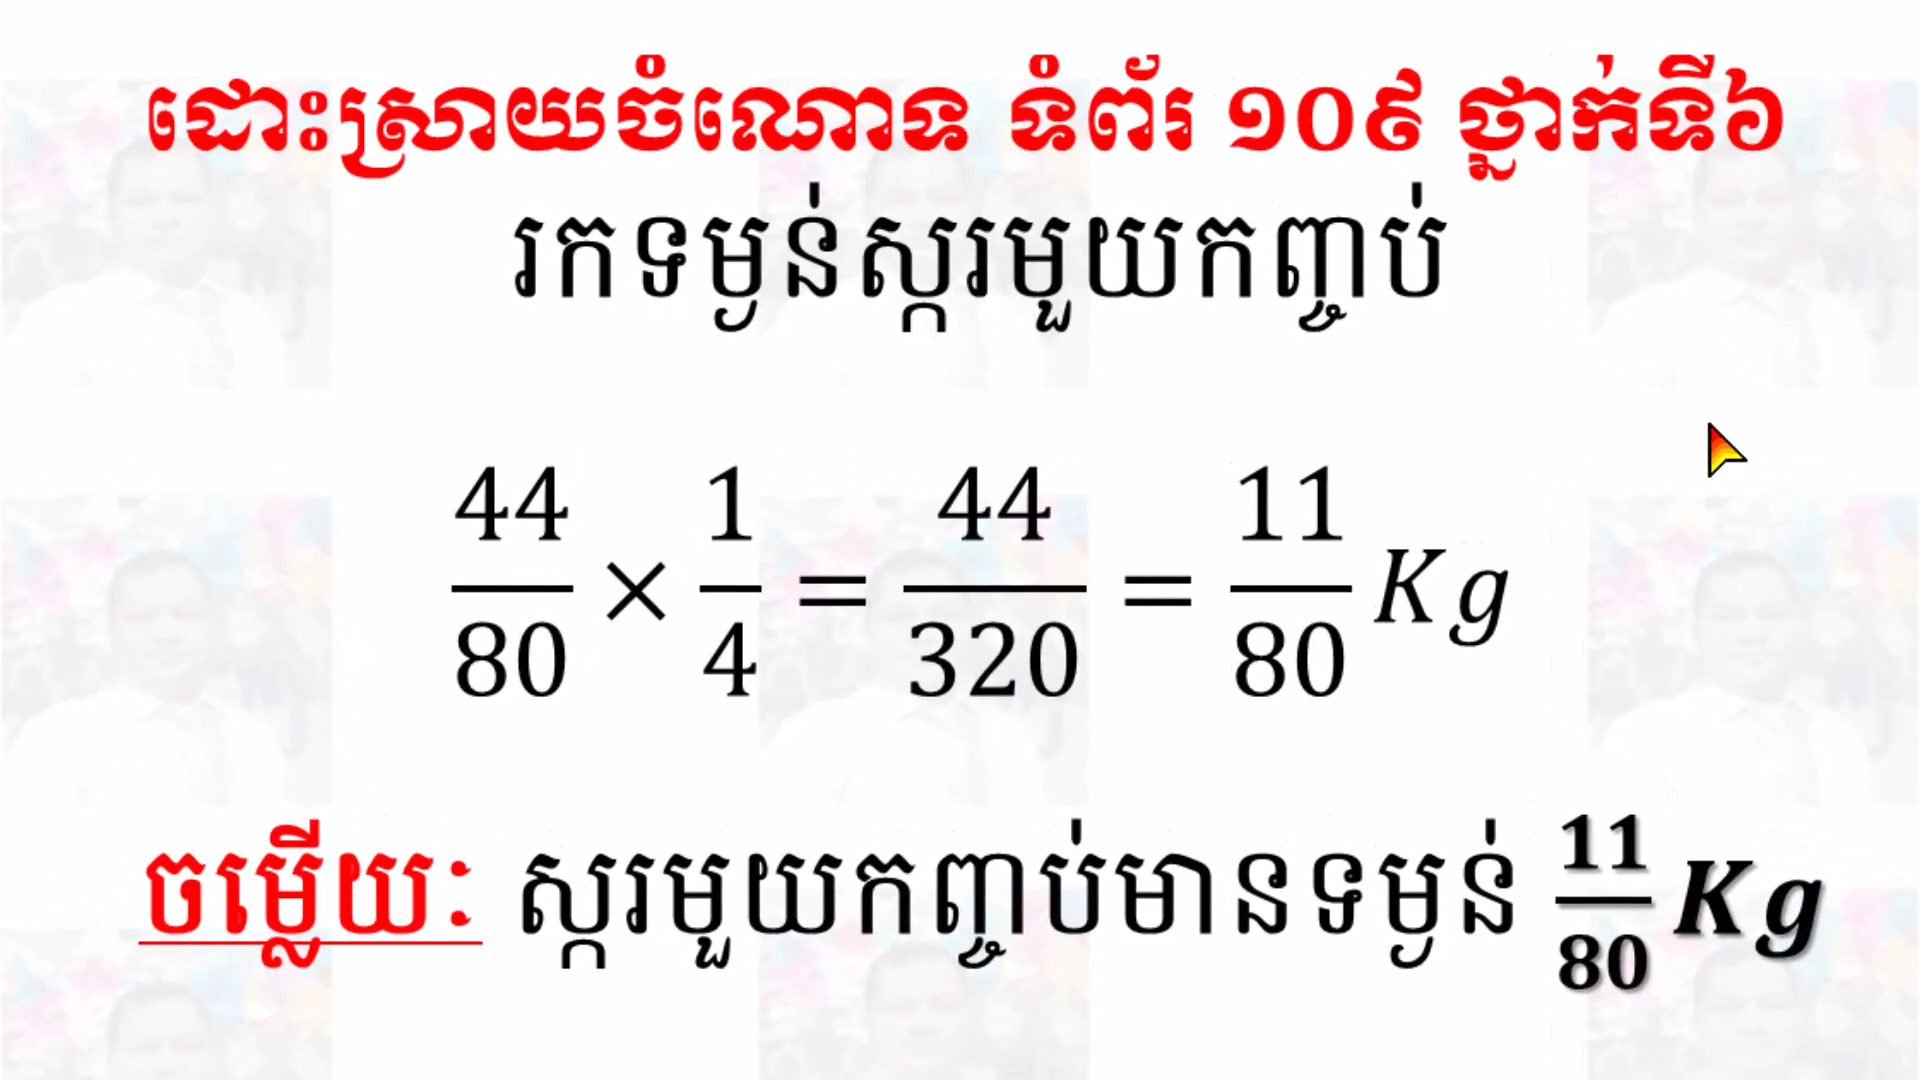 ដោះស្រាយចំណោទ ទំព័រ ១០៩ ថ្នាក់ទី៦
រកទម្ងន់ស្ករមួយកញ្ចប់
44/80 × 1/4 = 44/320 = 11/80 Kg
ចម្លើយៈ ស្ករមួយកញ្ចប់មានទម្ងន់ 11/80 Kg